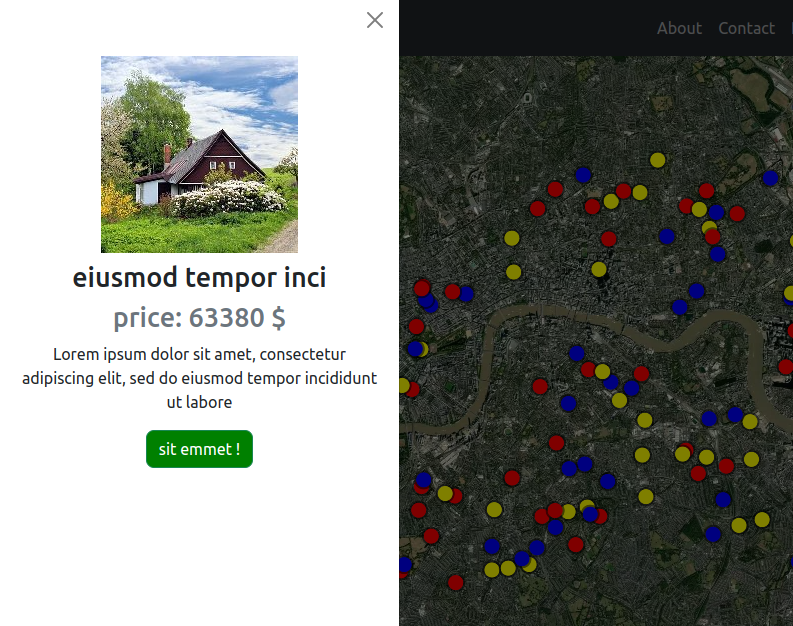 About Contact
eiusmod tempor inci
price: 63380 $
Lorem ipsum dolor sit amet, consectetur
adipiscing elit, sed do eiusmod tempor incididunt
ut labore
sit emmet !